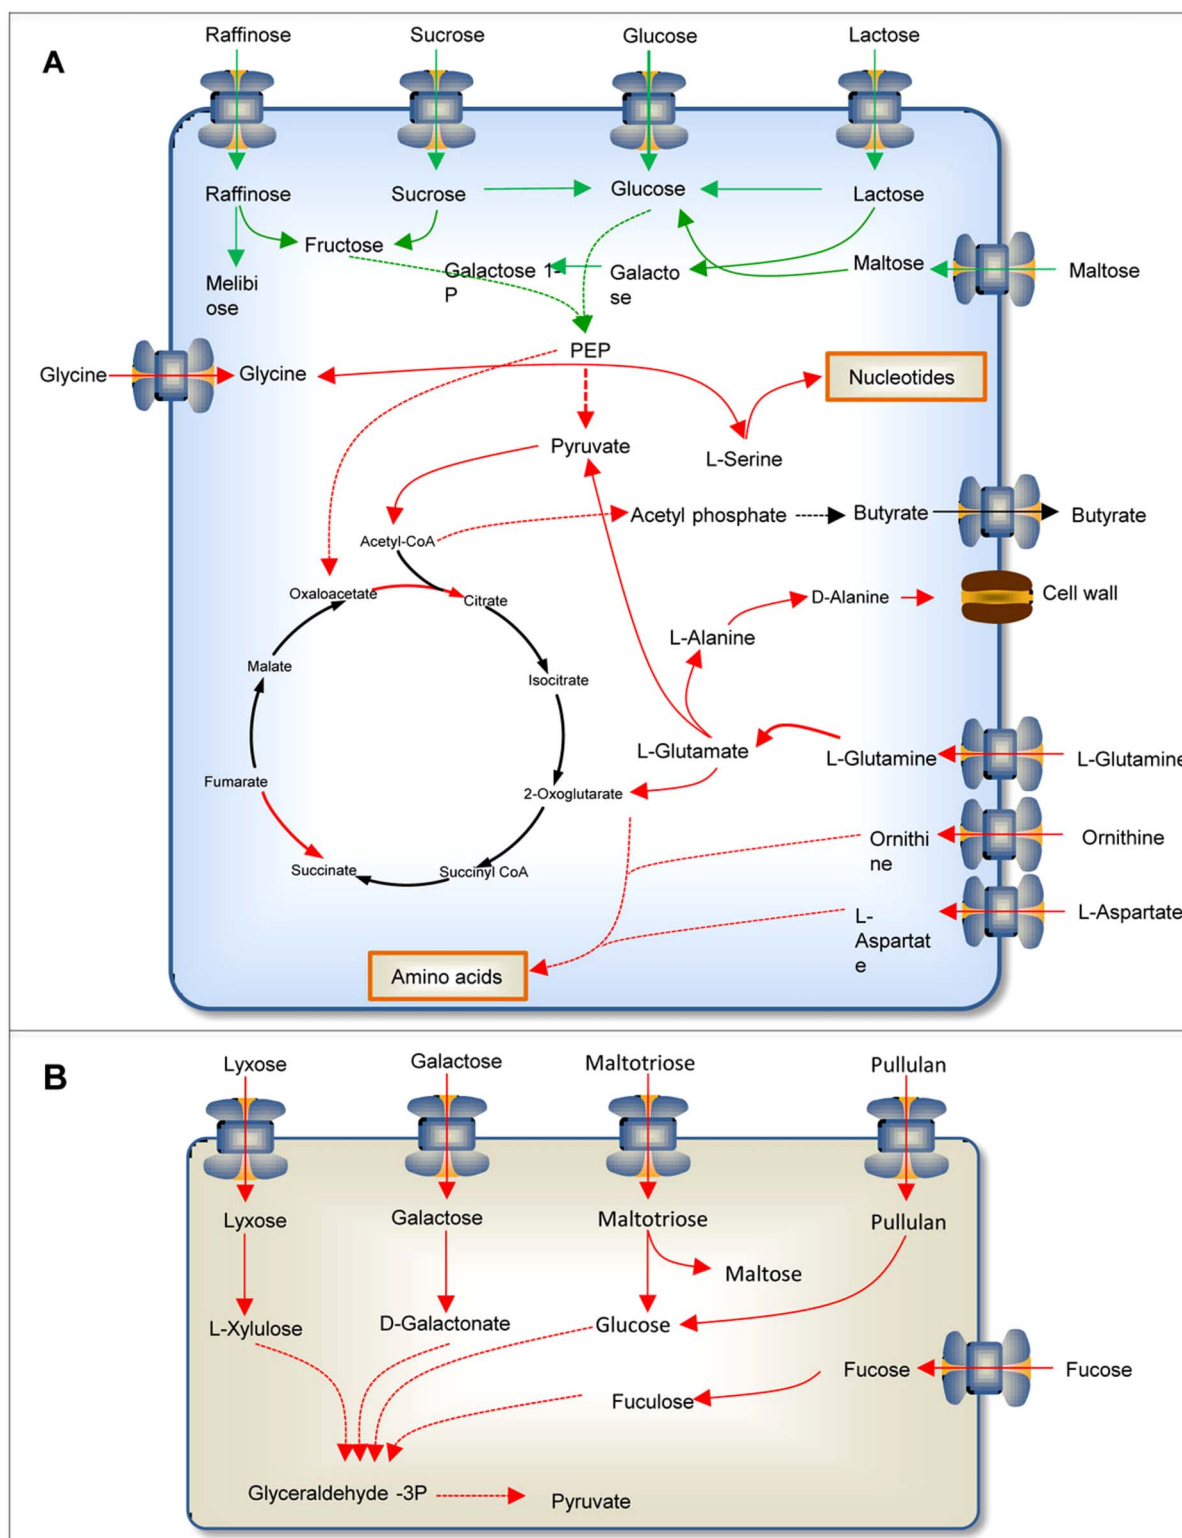 A
Raffinose Sucrose Glucose Lactose
Raffinose Sucrose Glucose Lactose
Fructose
Melibi
ose
Galactose 1-
P
Galacto
se
Maltose Maltose
PEP
Glycine Glycine
Nucleotides
Pyruvate
L-Serine
Acetyl phosphate Butyrate Butyrate
Acetyl-CoA
Oxaloacetate Citrate
D-Alanine Cell wall
L-Alanine
Malate
Isocitrate
L-Glutamate
L-Glutamine L-Glutamine
Fumarate
2-Oxoglutarate
Ornithi
ne
Ornithine
Succinate
Succinyl CoA
L-
Aspartat
e
L-Aspartate
Amino acids
B
Lyxose Galactose Maltotriose Pullulan
Lyxose Galactose Maltotriose Pullulan
Maltose
L-Xylulose D-Galactonate Glucose
Fucose Fucose
Fuculose
Glyceraldehyde -3P
Pyruvate